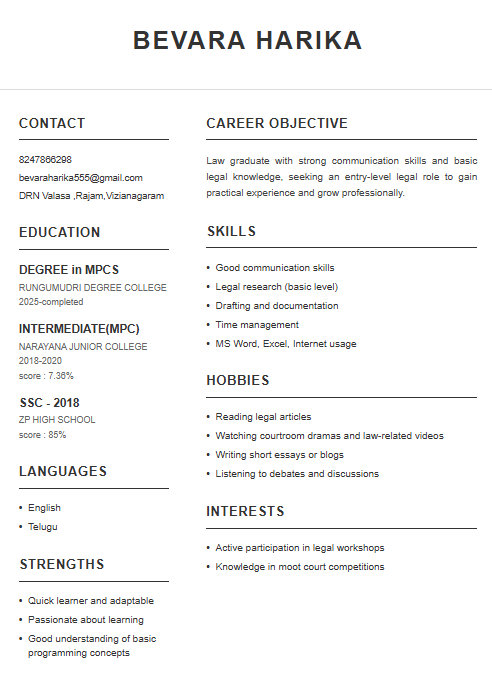 BEVARA HARIKA
CONTACT
8247866298
bevaraharika555@gmail.com
DRN Valasa ,Rajam,Vizianagaram
EDUCATION
DEGREE in MPCS
RUNGUMUDRI DEGREE COLLEGE
2025-completed
INTERMEDIATE(MPC)
NARAYANA JUNIOR COLLEGE
2018-2020
score : 7.36%
SSC - 2018
ZP HIGH SCHOOL
score : 85%
LANGUAGES
• English
• Telugu
STRENGTHS
• Quick learner and adaptable
• Passionate about learning
• Good understanding of basic
programming concepts
CAREER OBJECTIVE
Law graduate with strong communication skills and basic
legal knowledge, seeking an entry-level legal role to gain
practical experience and grow professionally.
SKILLS
• Good communication skills
• Legal research (basic level)
• Drafting and documentation
• Time management
• MS Word, Excel, Internet usage
HOBBIES
• Reading legal articles
• Watching courtroom dramas and law-related videos
• Writing short essays or blogs
• Listening to debates and discussions
INTERESTS
• Active participation in legal workshops
• Knowledge in moot court competitions